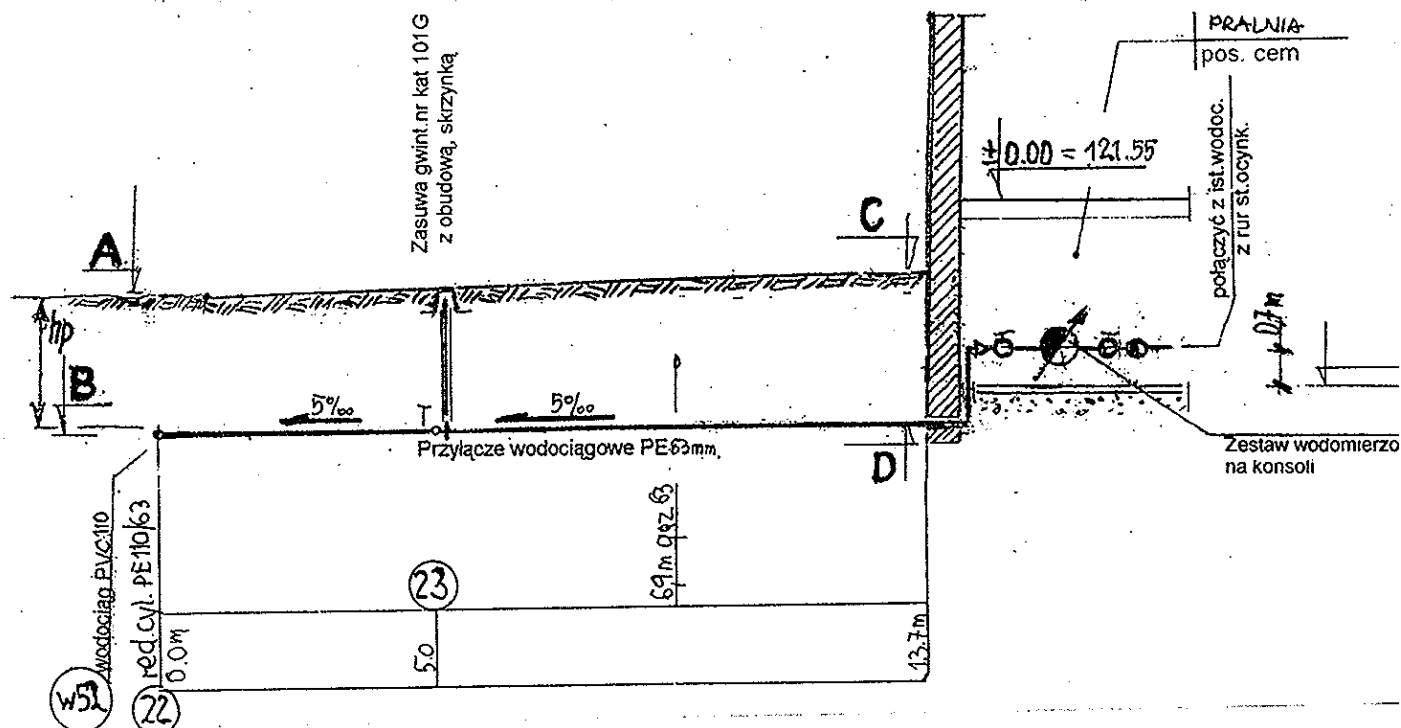 Zasuwa gwint.nr kat 101G
z obudową, skrzynką
PRALNIA
pos. cem
±0.00 = 121.55
połączyć z ist.wodoc.
z rur st.ocynk.
A
C
hp
0,7m
B
5‰
5‰
Przyłącze wodociągowe PE 63mm
D
Zestaw wodomierzo
na konsoli
wodociąg PVC110
red.cyl. PE110/63
gaz 63
23
0.0m
5.0
13.7m
w52
22